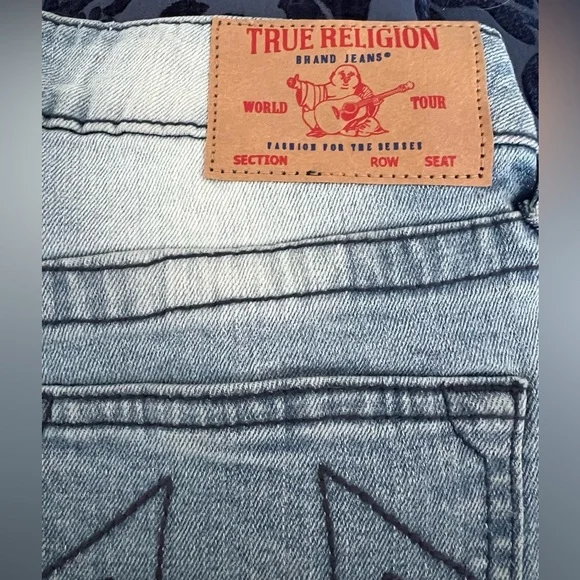 TRUE RELIGION
BRAND JEANS®
WORLD TOUR
FASHION FOR THE SENSES
SECTION ROW SEAT